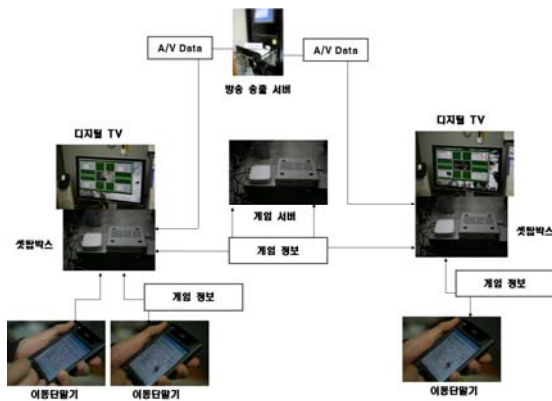 A/V Data
A/V Data
방송 송출 서버
디지털 TV
디지털 TV
게임 서버
셋탑박스
게임 정보
셋탑박스
게임 정보
게임 정보
이동단말기
이동단말기
이동단말기